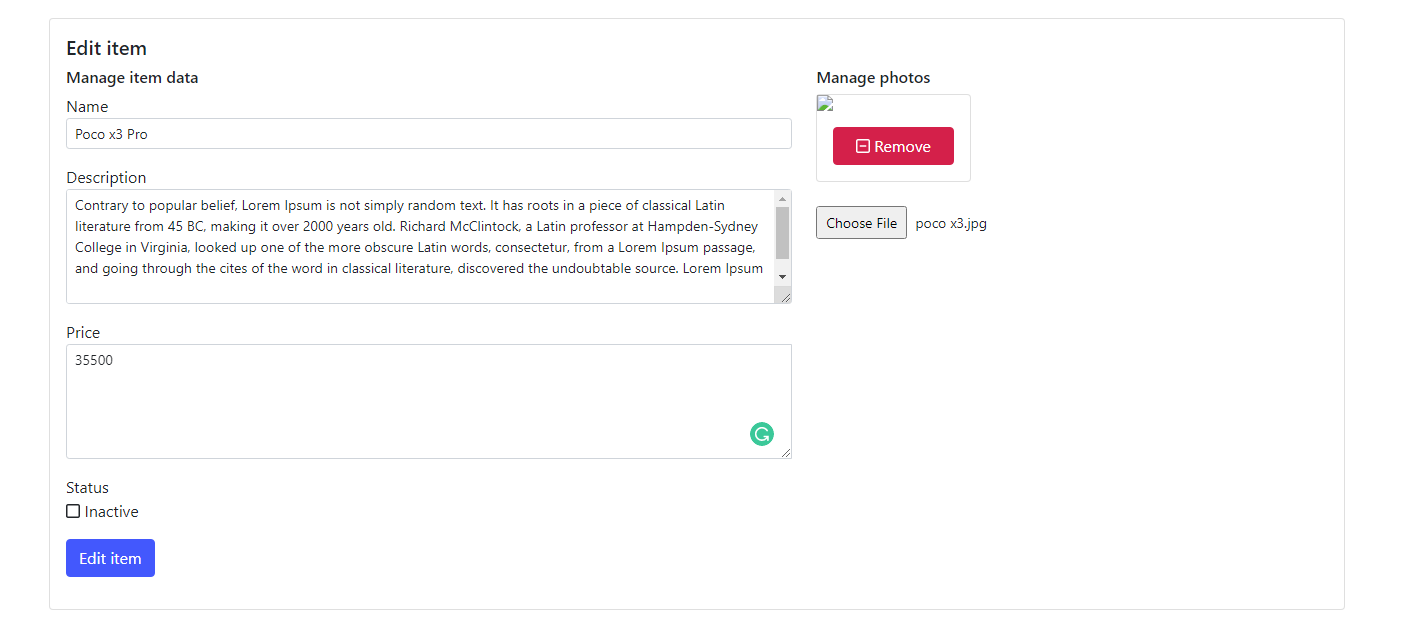 Edit item
Manage item data
Name
Poco x3 Pro
Description
Contrary to popular belief, Lorem Ipsum is not simply random text. It has roots in a piece of classical Latin
literature from 45 BC, making it over 2000 years old. Richard McClintock, a Latin professor at Hampden-Sydney
College in Virginia, looked up one of the more obscure Latin words, consectetur, from a Lorem Ipsum passage,
and going through the cites of the word in classical literature, discovered the undoubtable source. Lorem Ipsum
Price
35500
Status
Inactive
Edit item
Manage photos
Remove
Choose File poco x3.jpg